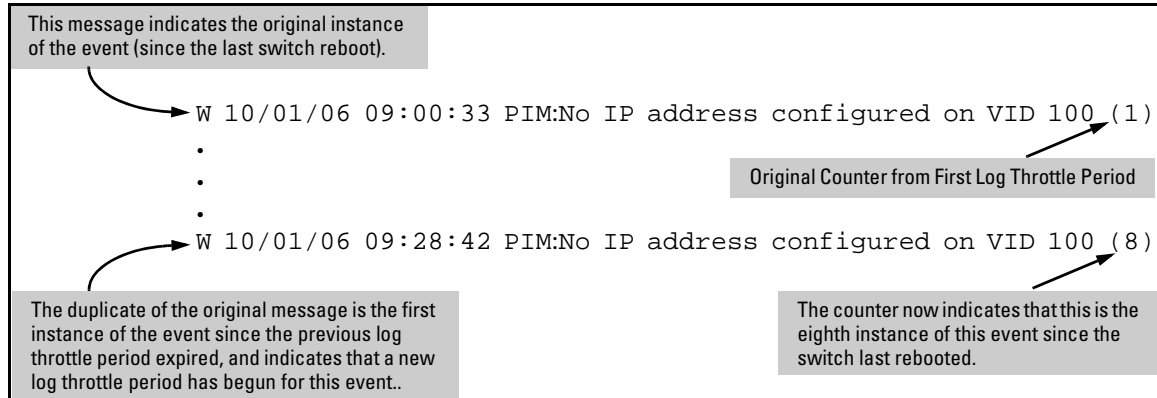 This message indicates the original instance
of the event (since the last switch reboot).
W 10/01/06 09:00:33 PIM:No IP address configured on VID 100 (1)
.
.
.
Original Counter from First Log Throttle Period
W 10/01/06 09:28:42 PIM:No IP address configured on VID 100 (8)
The duplicate of the original message is the first
instance of the event since the previous log
throttle period expired, and indicates that a new
log throttle period has begun for this event..
The counter now indicates that this is the
eighth instance of this event since the
switch last rebooted.